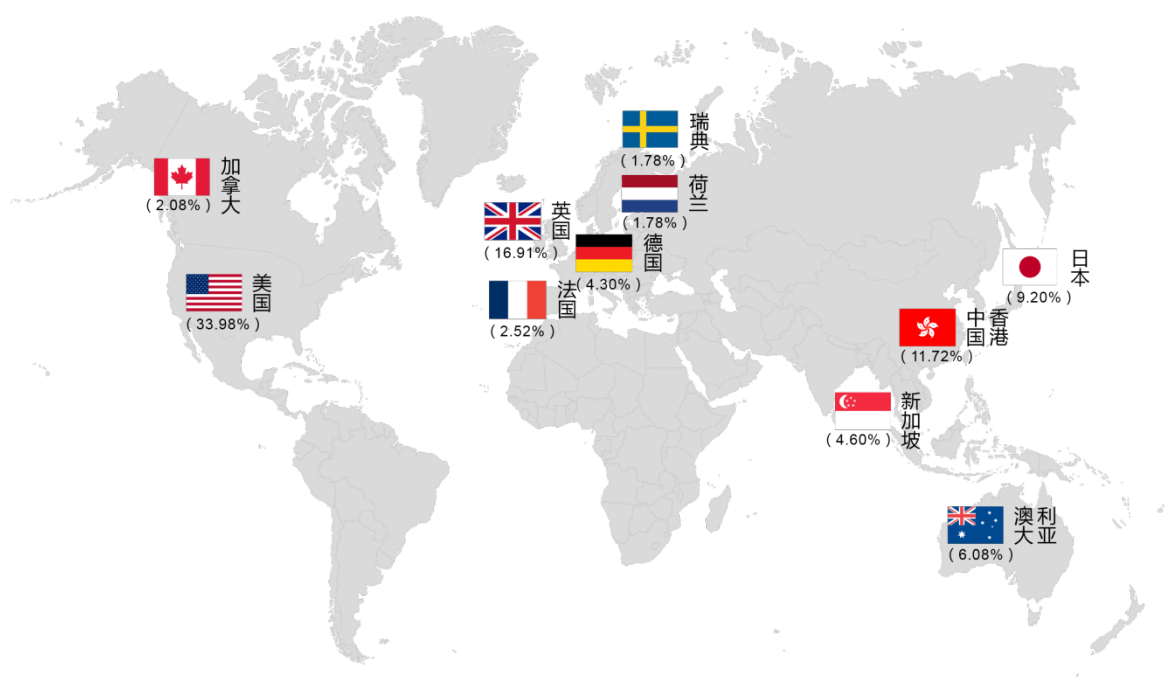 瑞典
（1.78%）
加拿大
（2.08%）
荷兰
（1.78%）
英国
（16.91%）
德国
（4.30%）
日本
（9.20%）
美国
（33.98%）
法国
（2.52%）
中国香港
（11.72%）
新加坡
（4.60%）
澳大利亚
（6.08%）